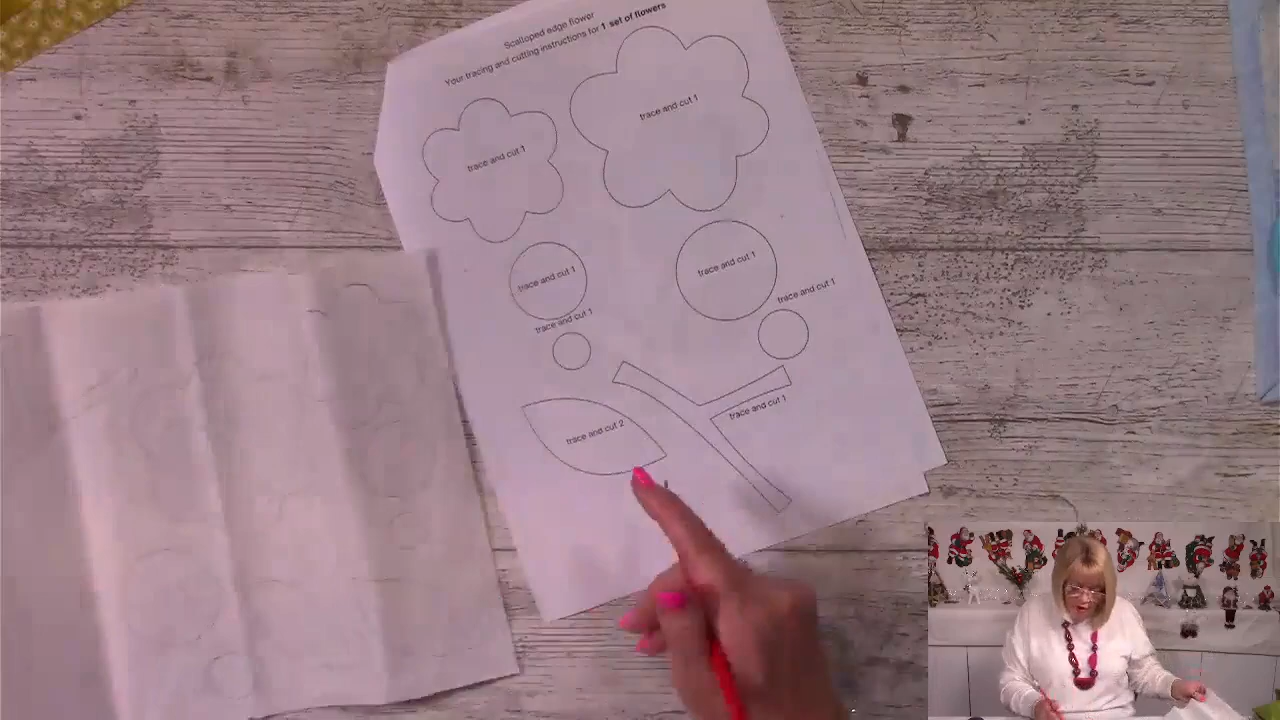 Scalloped edge flower
Your tracing and cutting instructions for 1 set of flowers
trace and cut 1
trace and cut 1
trace and cut 1
trace and cut 1
trace and cut 1
trace and cut 1
trace and cut 1
trace and cut 2